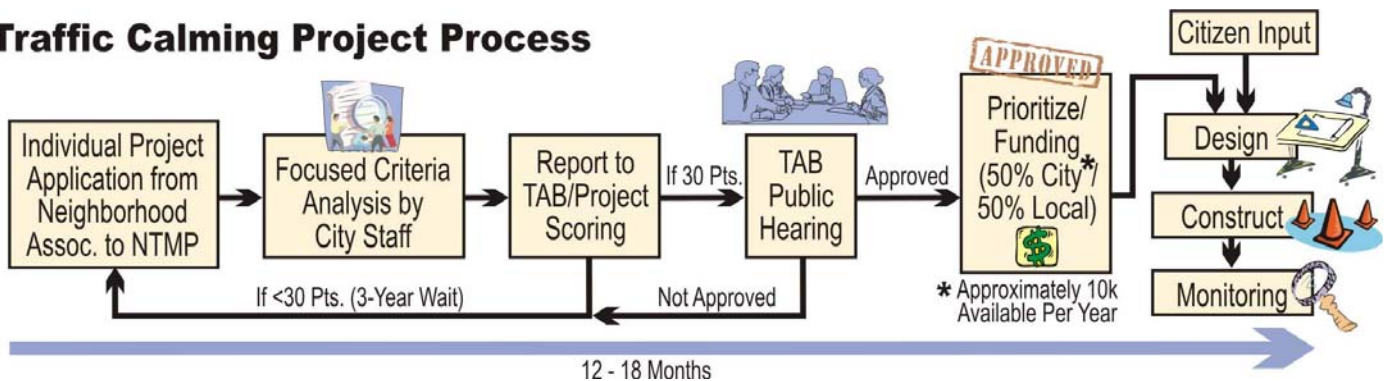 Traffic Calming Project Process
Individual Project
Application from
Neighborhood
Assoc. to NTMP
Focused Criteria
Analysis by
City Staff
Report to
TAB/Project
Scoring
If 30 Pts.
TAB
Public
Hearing
Approved
APPROVED
Prioritize/
Funding
(50% City*/
50% Local)
$
* Approximately 10k
Available Per Year
Citizen Input
Design
Construct
Monitoring
If <30 Pts. (3-Year Wait)
Not Approved
12 - 18 Months